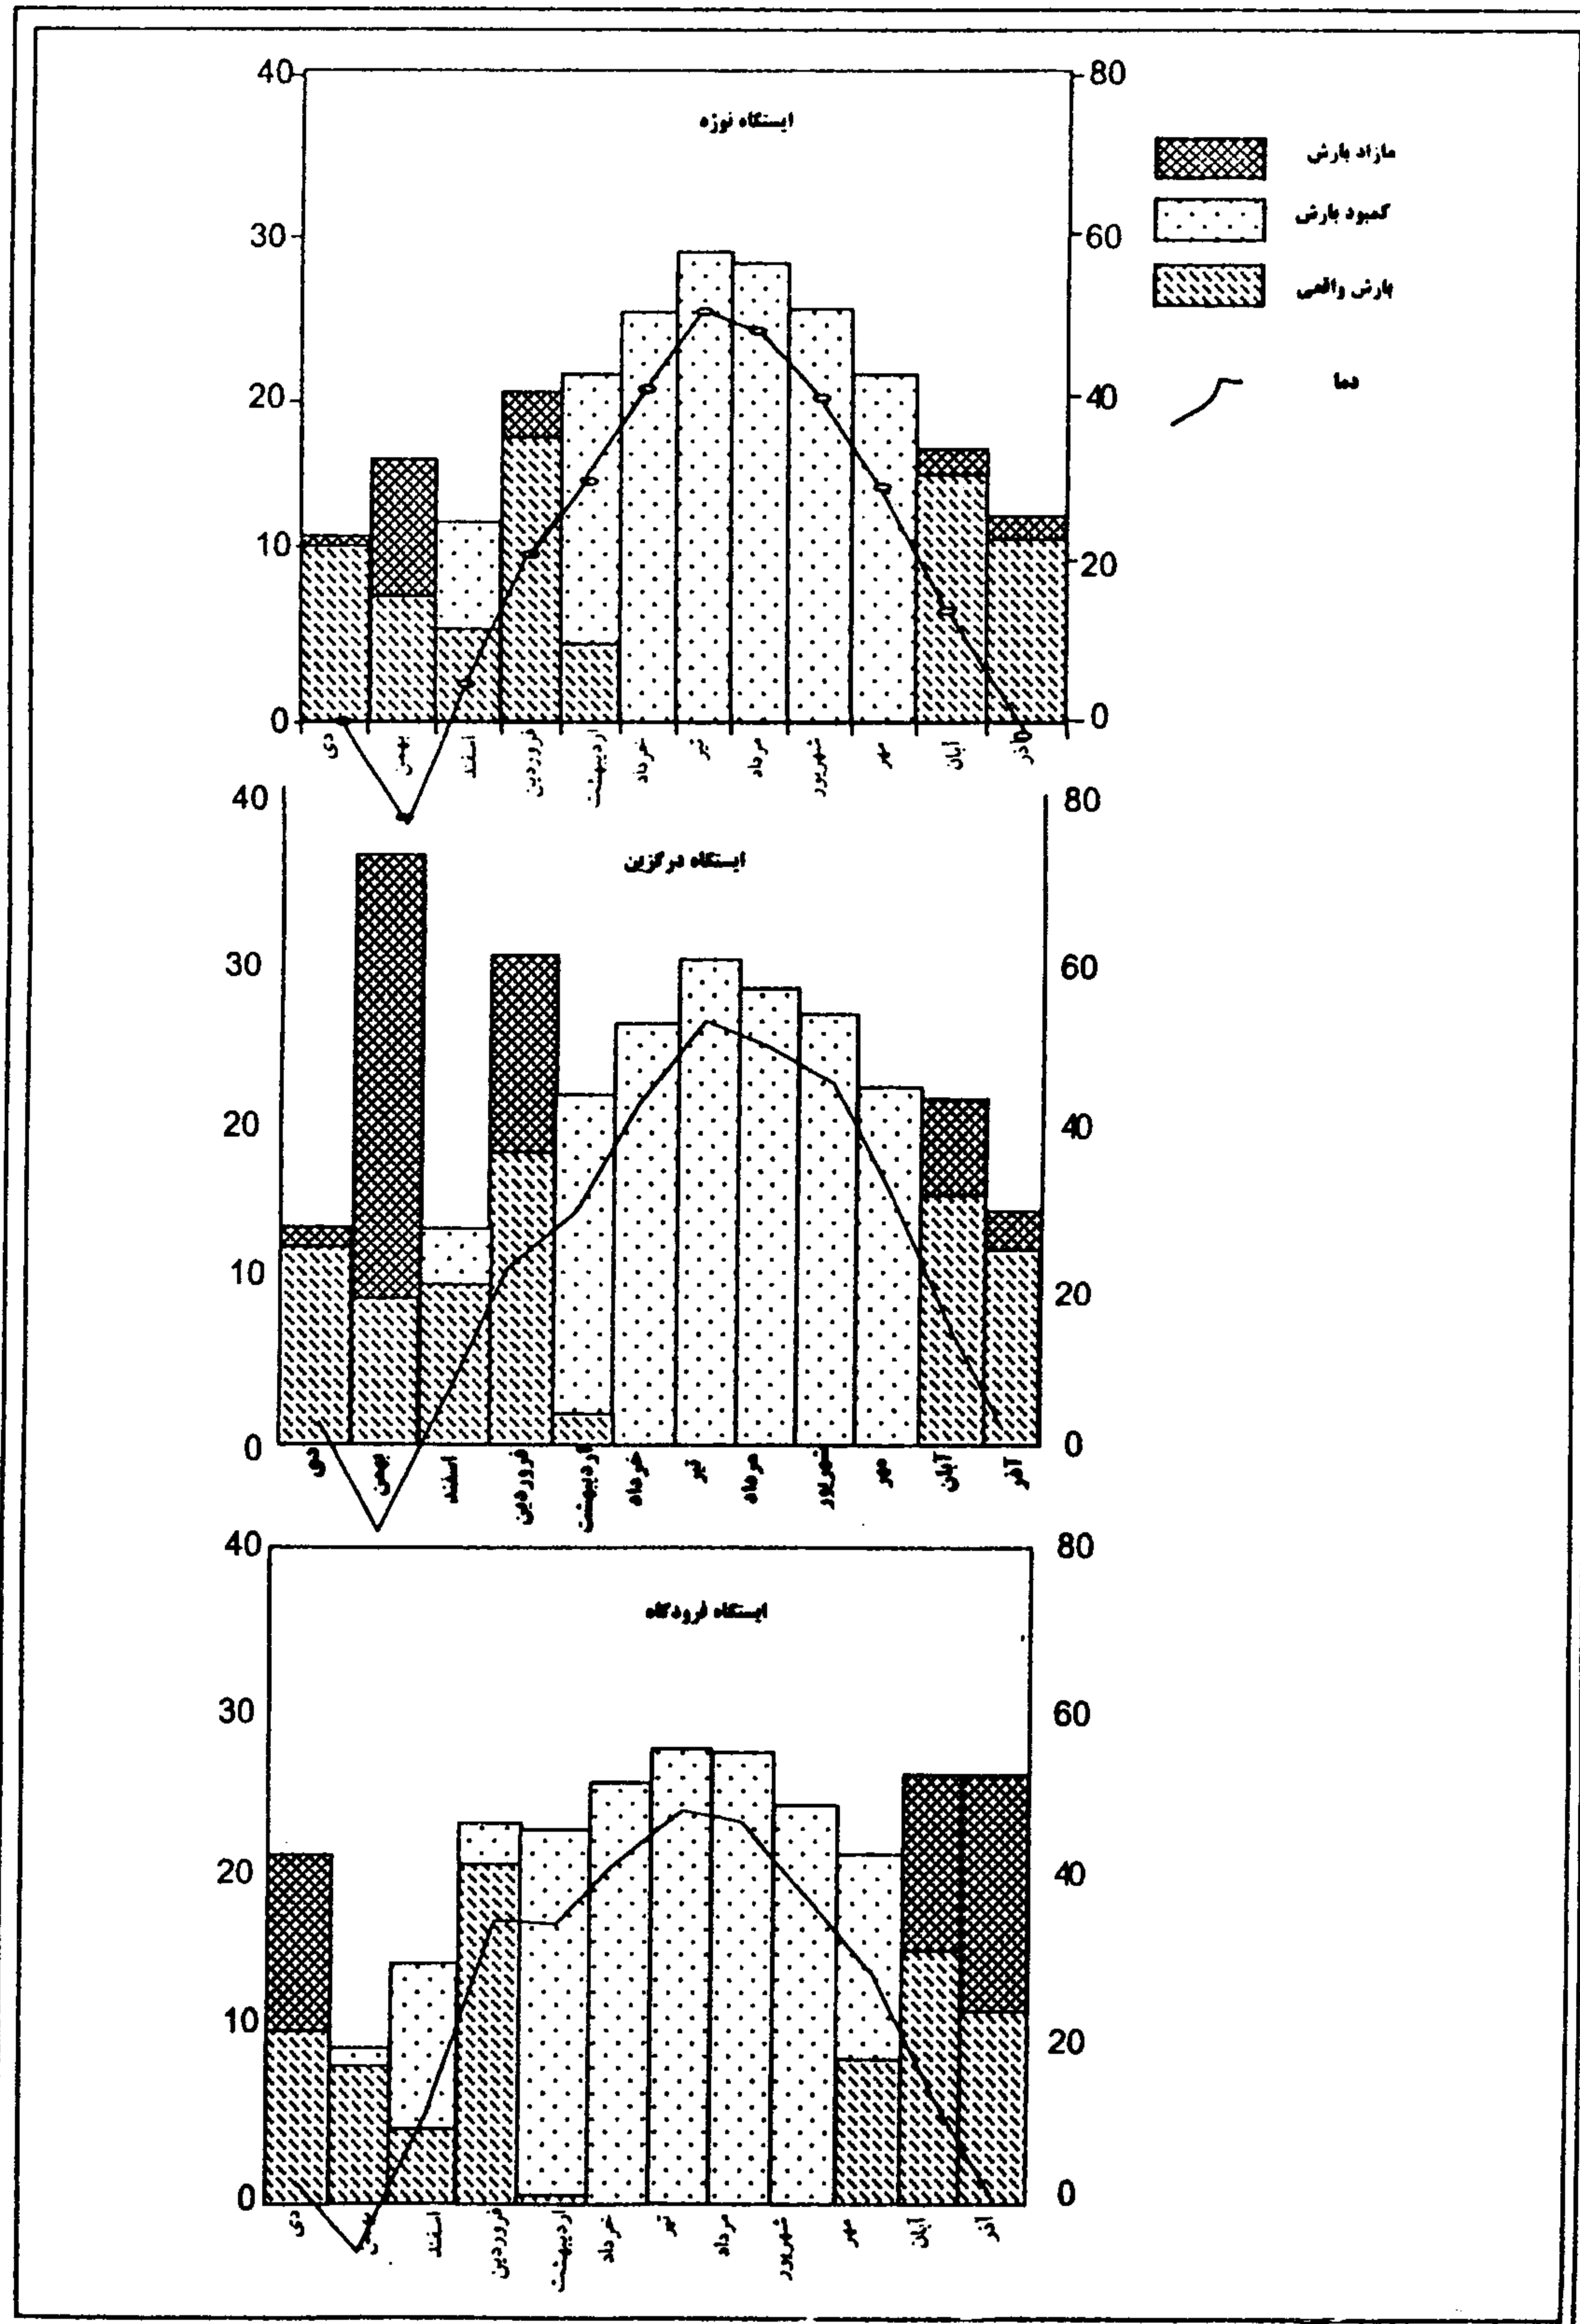 ایستگاه نوژه
40
30
20
10
0
80
60
40
20
0
دی
بهمن
اسفند
فروردین
اردیبهشت
خرداد
تیر
مرداد
شهریور
مهر
آبان
آذر
مازاد بارش
کمبود بارش
بارش واقعی
دما
ایستگاه درگزین
40
30
20
10
0
80
60
40
20
0
دی
بهمن
اسفند
فروردین
اردیبهشت
خرداد
تیر
مرداد
شهریور
مهر
آبان
آذر
ایستگاه فرودگاه
40
30
20
10
0
80
60
40
20
0
دی
بهمن
اسفند
فروردین
اردیبهشت
خرداد
تیر
مرداد
شهریور
مهر
آبان
آذر